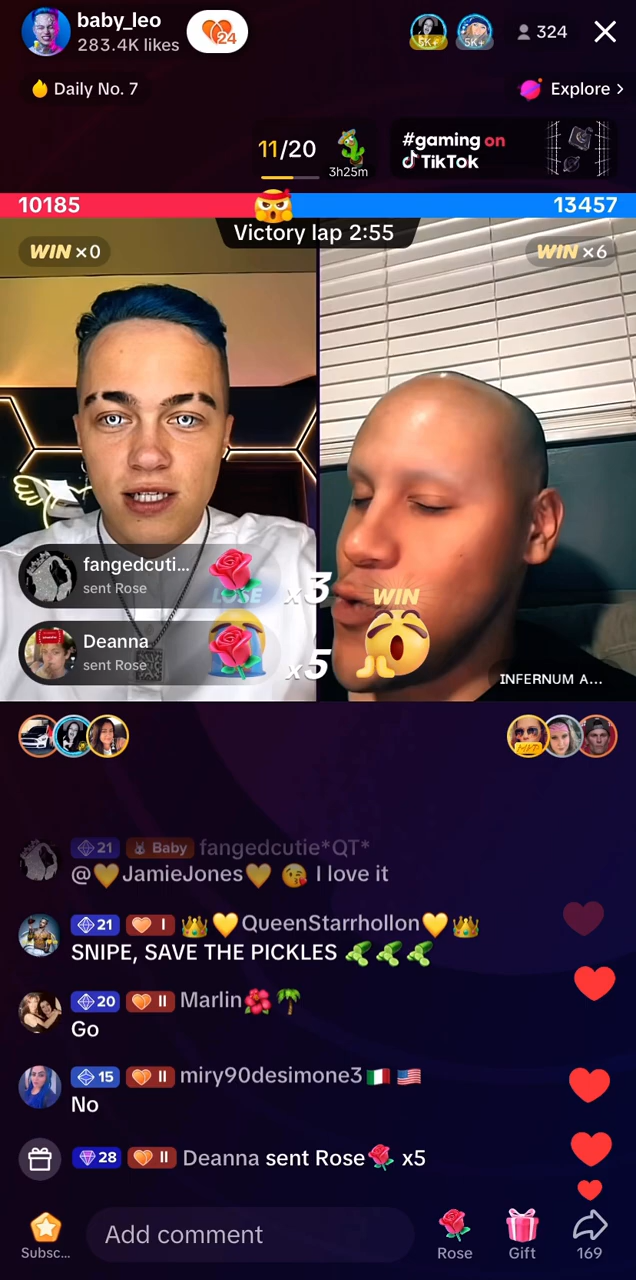 baby_leo
283.4K likes
24
5K+
5K+
324
Daily No. 7
Explore >
11/20
3h25m
#gaming on
TikTok
10185
13457
Victory lap 2:55
WIN ×0
WIN ×6
fangedcuti...
sent Rose
LOSE
x3
WIN
Deanna
sent Rose
x5
INFERNUM A...
MVP
21 Baby fangedcutie*QT*
@💛JamieJones💛 😘 I love it
21 I 👑💛QueenStarrhollon💛👑
SNIPE, SAVE THE PICKLES 🥒🥒🥒
20 II Marlin🌺🌴
Go
15 II miry90desimone3🇮🇹🇺🇸
No
28 II Deanna sent Rose🌹 x5
Subsc...
Add comment
Rose
Gift
169